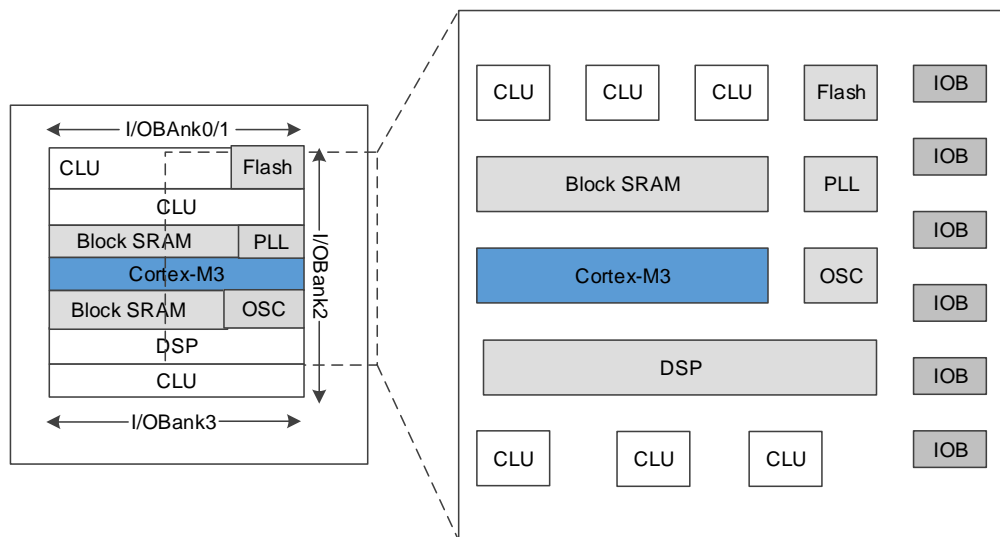 I/OBAnk0/1
CLU
Flash
CLU
Block SRAM
PLL
Cortex-M3
Block SRAM
OSC
DSP
CLU
I/OBank2
I/OBank3
CLU
CLU
CLU
Flash
IOB
IOB
Block SRAM
PLL
IOB
Cortex-M3
OSC
IOB
DSP
IOB
CLU
CLU
CLU
IOB